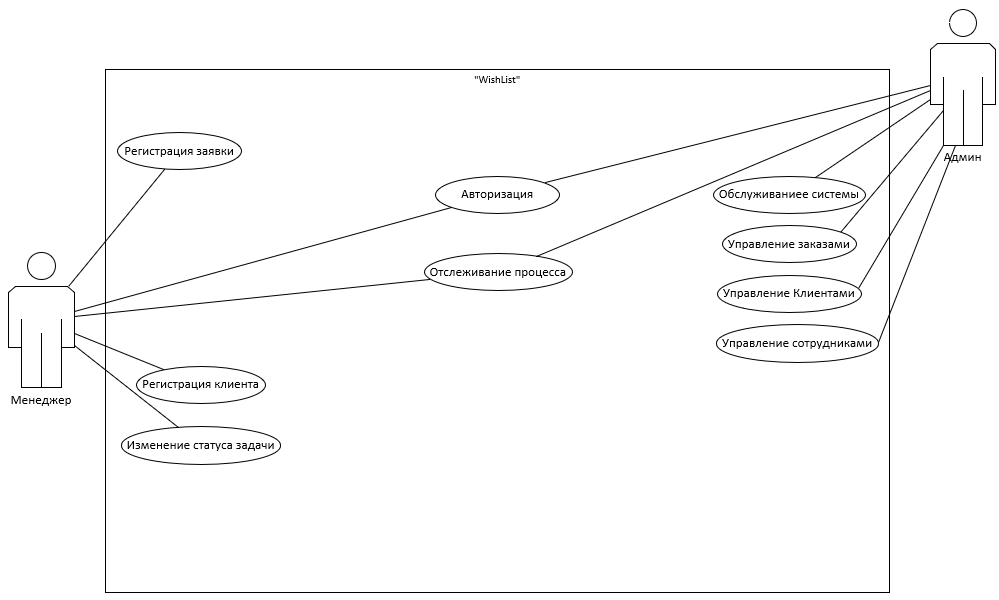 "WishList"
Регистрация заявки
Админ
Авторизация
Обслуживаниее системы
Управление заказами
Отслеживание процесса
Управление Клиентами
Управление сотрудниками
Регистрация клиента
Менеджер
Изменение статуса задачи